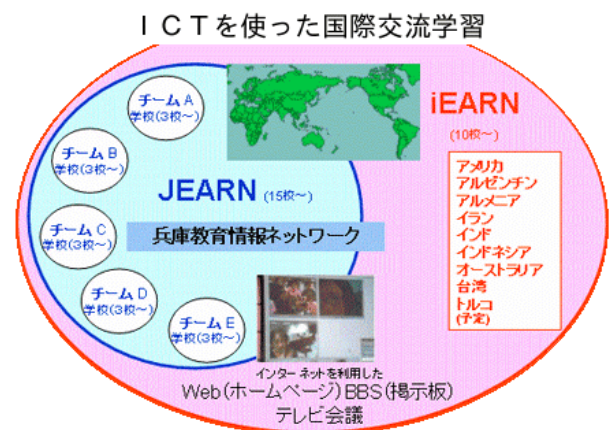 ＩＣＴを使った国際交流学習
チームA
学校(3校～)
チームB
学校(3校～)
チームC
学校(3校～)
チームD
学校(3校～)
チームE
学校(3校～)
JEARN (15校～)
兵庫教育情報ネットワーク
iEARN
(10校～)
アメリカ
アルゼンチン
アルメニア
イラン
インド
インドネシア
オーストラリア
台湾
トルコ
(予定)
インターネットを利用した
Web(ホームページ)BBS(掲示板)
テレビ会議